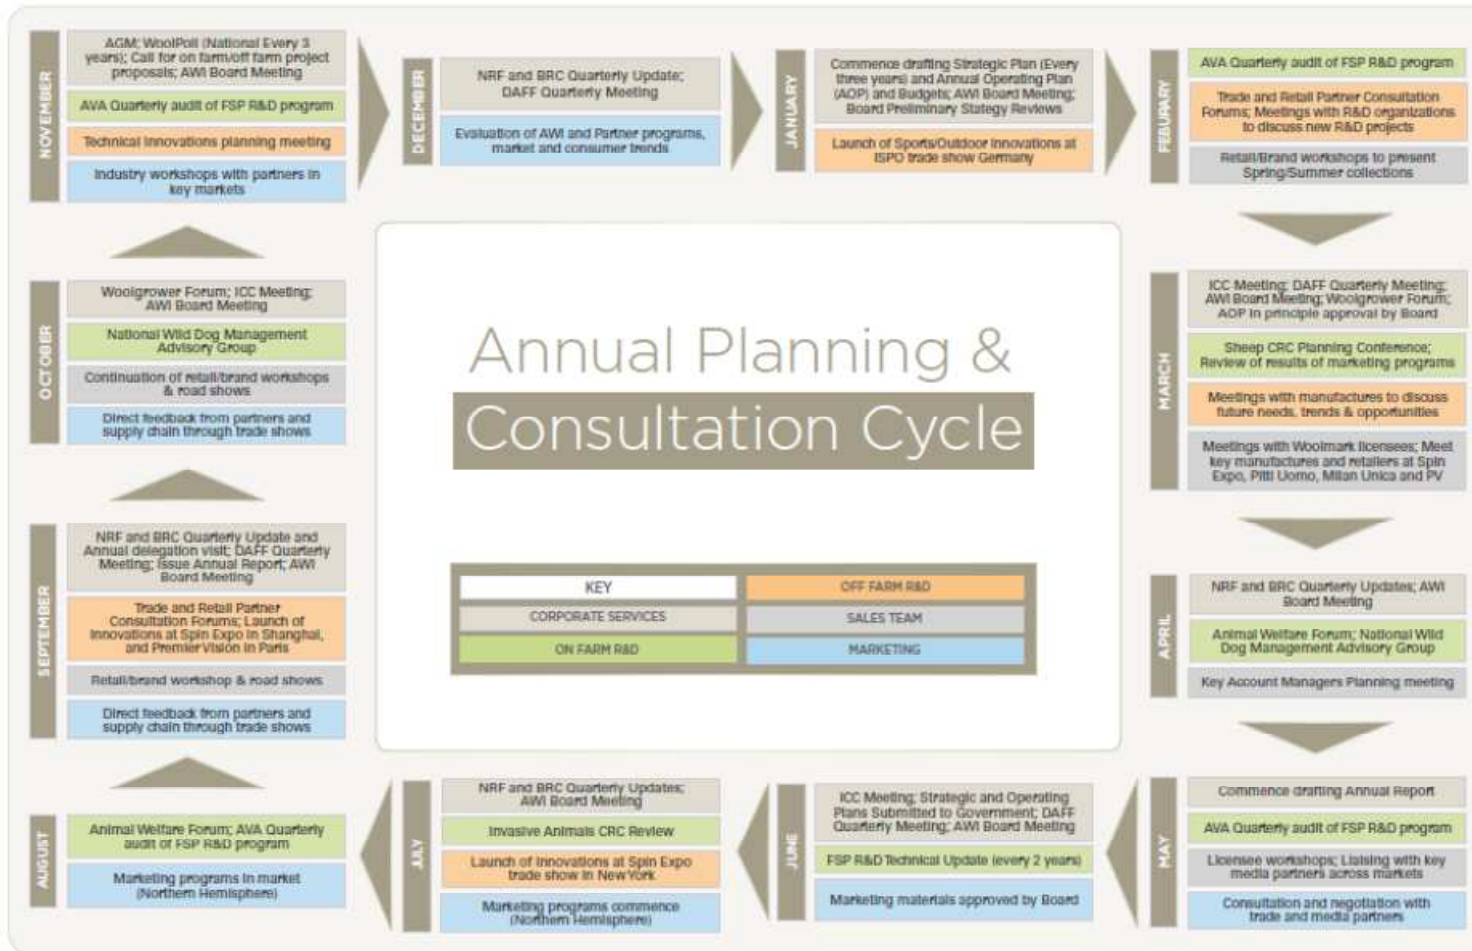 NOVEMBER
AGM; WoolPoll (National Every 3
years); Call for on farm/off farm project
proposals; AWI Board Meeting
AVA Quarterly audit of FSP R&D program
Technical Innovations planning meeting
Industry workshops with partners in
key markets
DECEMBER
NRF and BRC Quarterly Update;
DAFF Quarterly Meeting
Evaluation of AWI and Partner programs,
market and consumer trends
JANUARY
Commence drafting Strategic Plan (Every
three years) and Annual Operating Plan
(AOP) and Budgets; AWI Board Meeting;
Board Preliminary Stategy Reviews
Launch of Sports/Outdoor Innovations at
ISPO trade show Germany
FEBURARY
AVA Quarterly audit of FSP R&D program
Trade and Retail Partner Consultation
Forums; Meetings with R&D organizations
to discuss new R&D projects
Retail/Brand workshops to present
Spring/Summer collections
MARCH
ICC Meeting; DAFF Quarterly Meeting;
AWI Board Meeting; Woolgrower Forum;
AOP in principle approval by Board
Sheep CRC Planning Conference;
Review of results of marketing programs
Meetings with manufactures to discuss
future needs, trends & opportunities
Meetings with Woolmark licensees; Meet
key manufactures and retailers at Spin
Expo, Pitti Uomo, Milan Unica and PV
APRIL
NRF and BRC Quarterly Updates; AWI
Board Meeting
Animal Welfare Forum; National Wild
Dog Management Advisory Group
Key Account Managers Planning meeting
MAY
Commence drafting Annual Report
AVA Quarterly audit of FSP R&D program
Licensee workshops; Liaising with key
media partners across markets
Consultation and negotiation with
trade and media partners
JUNE
ICC Meeting; Strategic and Operating
Plans Submitted to Government; DAFF
Quarterly Meeting; AWI Board Meeting
FSP R&D Technical Update (every 2 years)
Marketing materials approved by Board
JULY
NRF and BRC Quarterly Updates;
AWI Board Meeting
Invasive Animals CRC Review
Launch of Innovations at Spin Expo
trade show in New York
Marketing programs commence
(Northern Hemisphere)
AUGUST
Animal Welfare Forum; AVA Quarterly
audit of FSP R&D program
Marketing programs in market
(Northern Hemisphere)
SEPTEMBER
NRF and BRC Quarterly Update and
Annual delegation visit; DAFF Quarterly
Meeting; Issue Annual Report; AWI
Board Meeting
Trade and Retail Partner
Consultation Forums; Launch of
Innovations at Spin Expo in Shanghai,
and Premier Vision in Paris
Retail/brand workshop & road shows
Direct feedback from partners and
supply chain through trade shows
OCTOBER
Woolgrower Forum; ICC Meeting;
AWI Board Meeting
National Wild Dog Management
Advisory Group
Continuation of retail/brand workshops
& road shows
Direct feedback from partners and
supply chain through trade shows
Annual Planning &
Consultation Cycle
KEY
OFF FARM R&D
CORPORATE SERVICES
SALES TEAM
ON FARM R&D
MARKETING